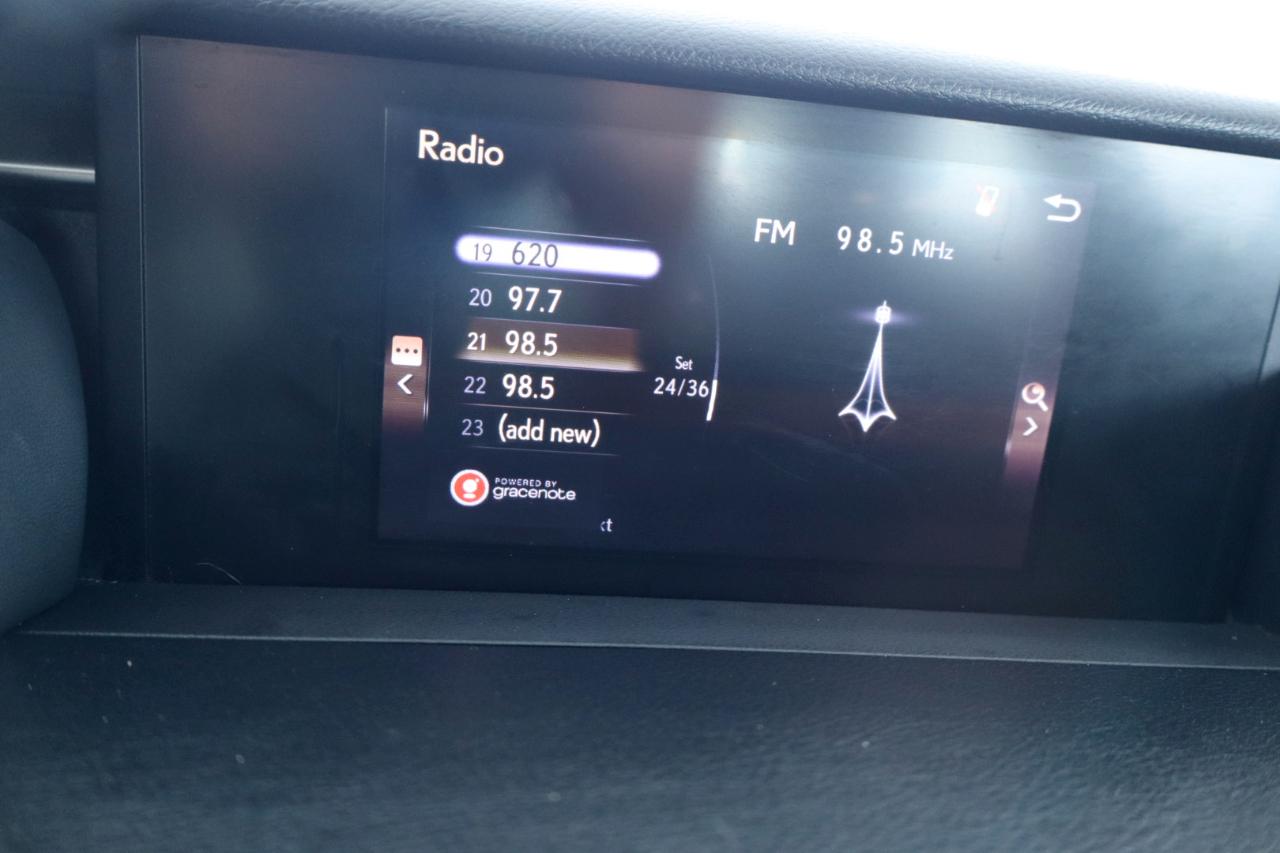 Radio
FM 98.5 MHz
19 620
20 97.7
21 98.5
22 98.5
23 (add new)
Set
24/36
POWERED BY
gracenote